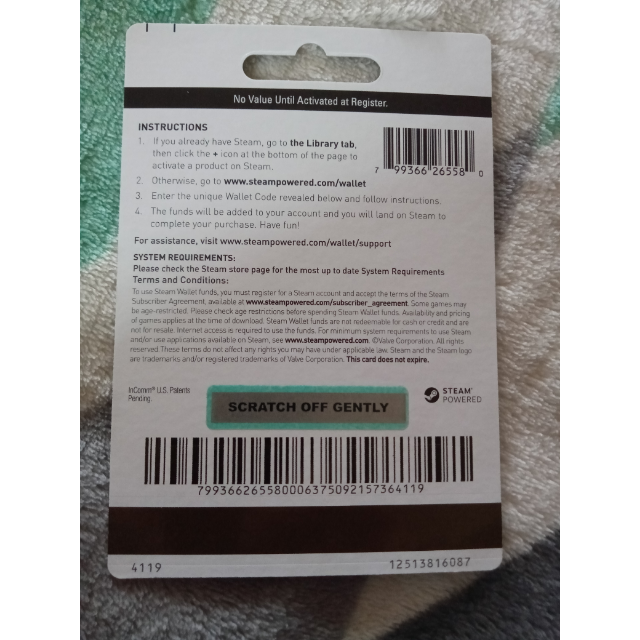 No Value Until Activated at Register.
INSTRUCTIONS
1. If you already have Steam, go to the Library tab,
then click the + icon at the bottom of the page to
activate a product on Steam.
2. Otherwise, go to www.steampowered.com/wallet
3. Enter the unique Wallet Code revealed below and follow instructions.
4. The funds will be added to your account and you will land on Steam to
complete your purchase. Have fun!
7 99366 26558 0
For assistance, visit www.steampowered.com/wallet/support
SYSTEM REQUIREMENTS:
Please check the Steam store page for the most up to date System Requirements
Terms and Conditions:
To use Steam Wallet funds, you must register for a Steam account and accept the terms of the Steam
Subscriber Agreement, available at www.steampowered.com/subscriber_agreement. Some games may
be age-restricted. Please check age restrictions before spending Steam Wallet funds. Availability and pricing
of games applies at the time of download. Steam Wallet funds are not redeemable for cash or credit and are
not for resale. Internet access is required to use the funds. For minimum system requirements to use Steam
and/or use applications available on Steam, see www.steampowered.com. ©Valve Corporation. All rights
reserved. These terms do not affect any rights you may have under applicable law. Steam and the Steam logo
are trademarks and/or registered trademarks of Valve Corporation. This card does not expire.
InComm® U.S. Patents
Pending.
SCRATCH OFF GENTLY
STEAM™
POWERED
799366265580006375092157364119
4119
12513816087